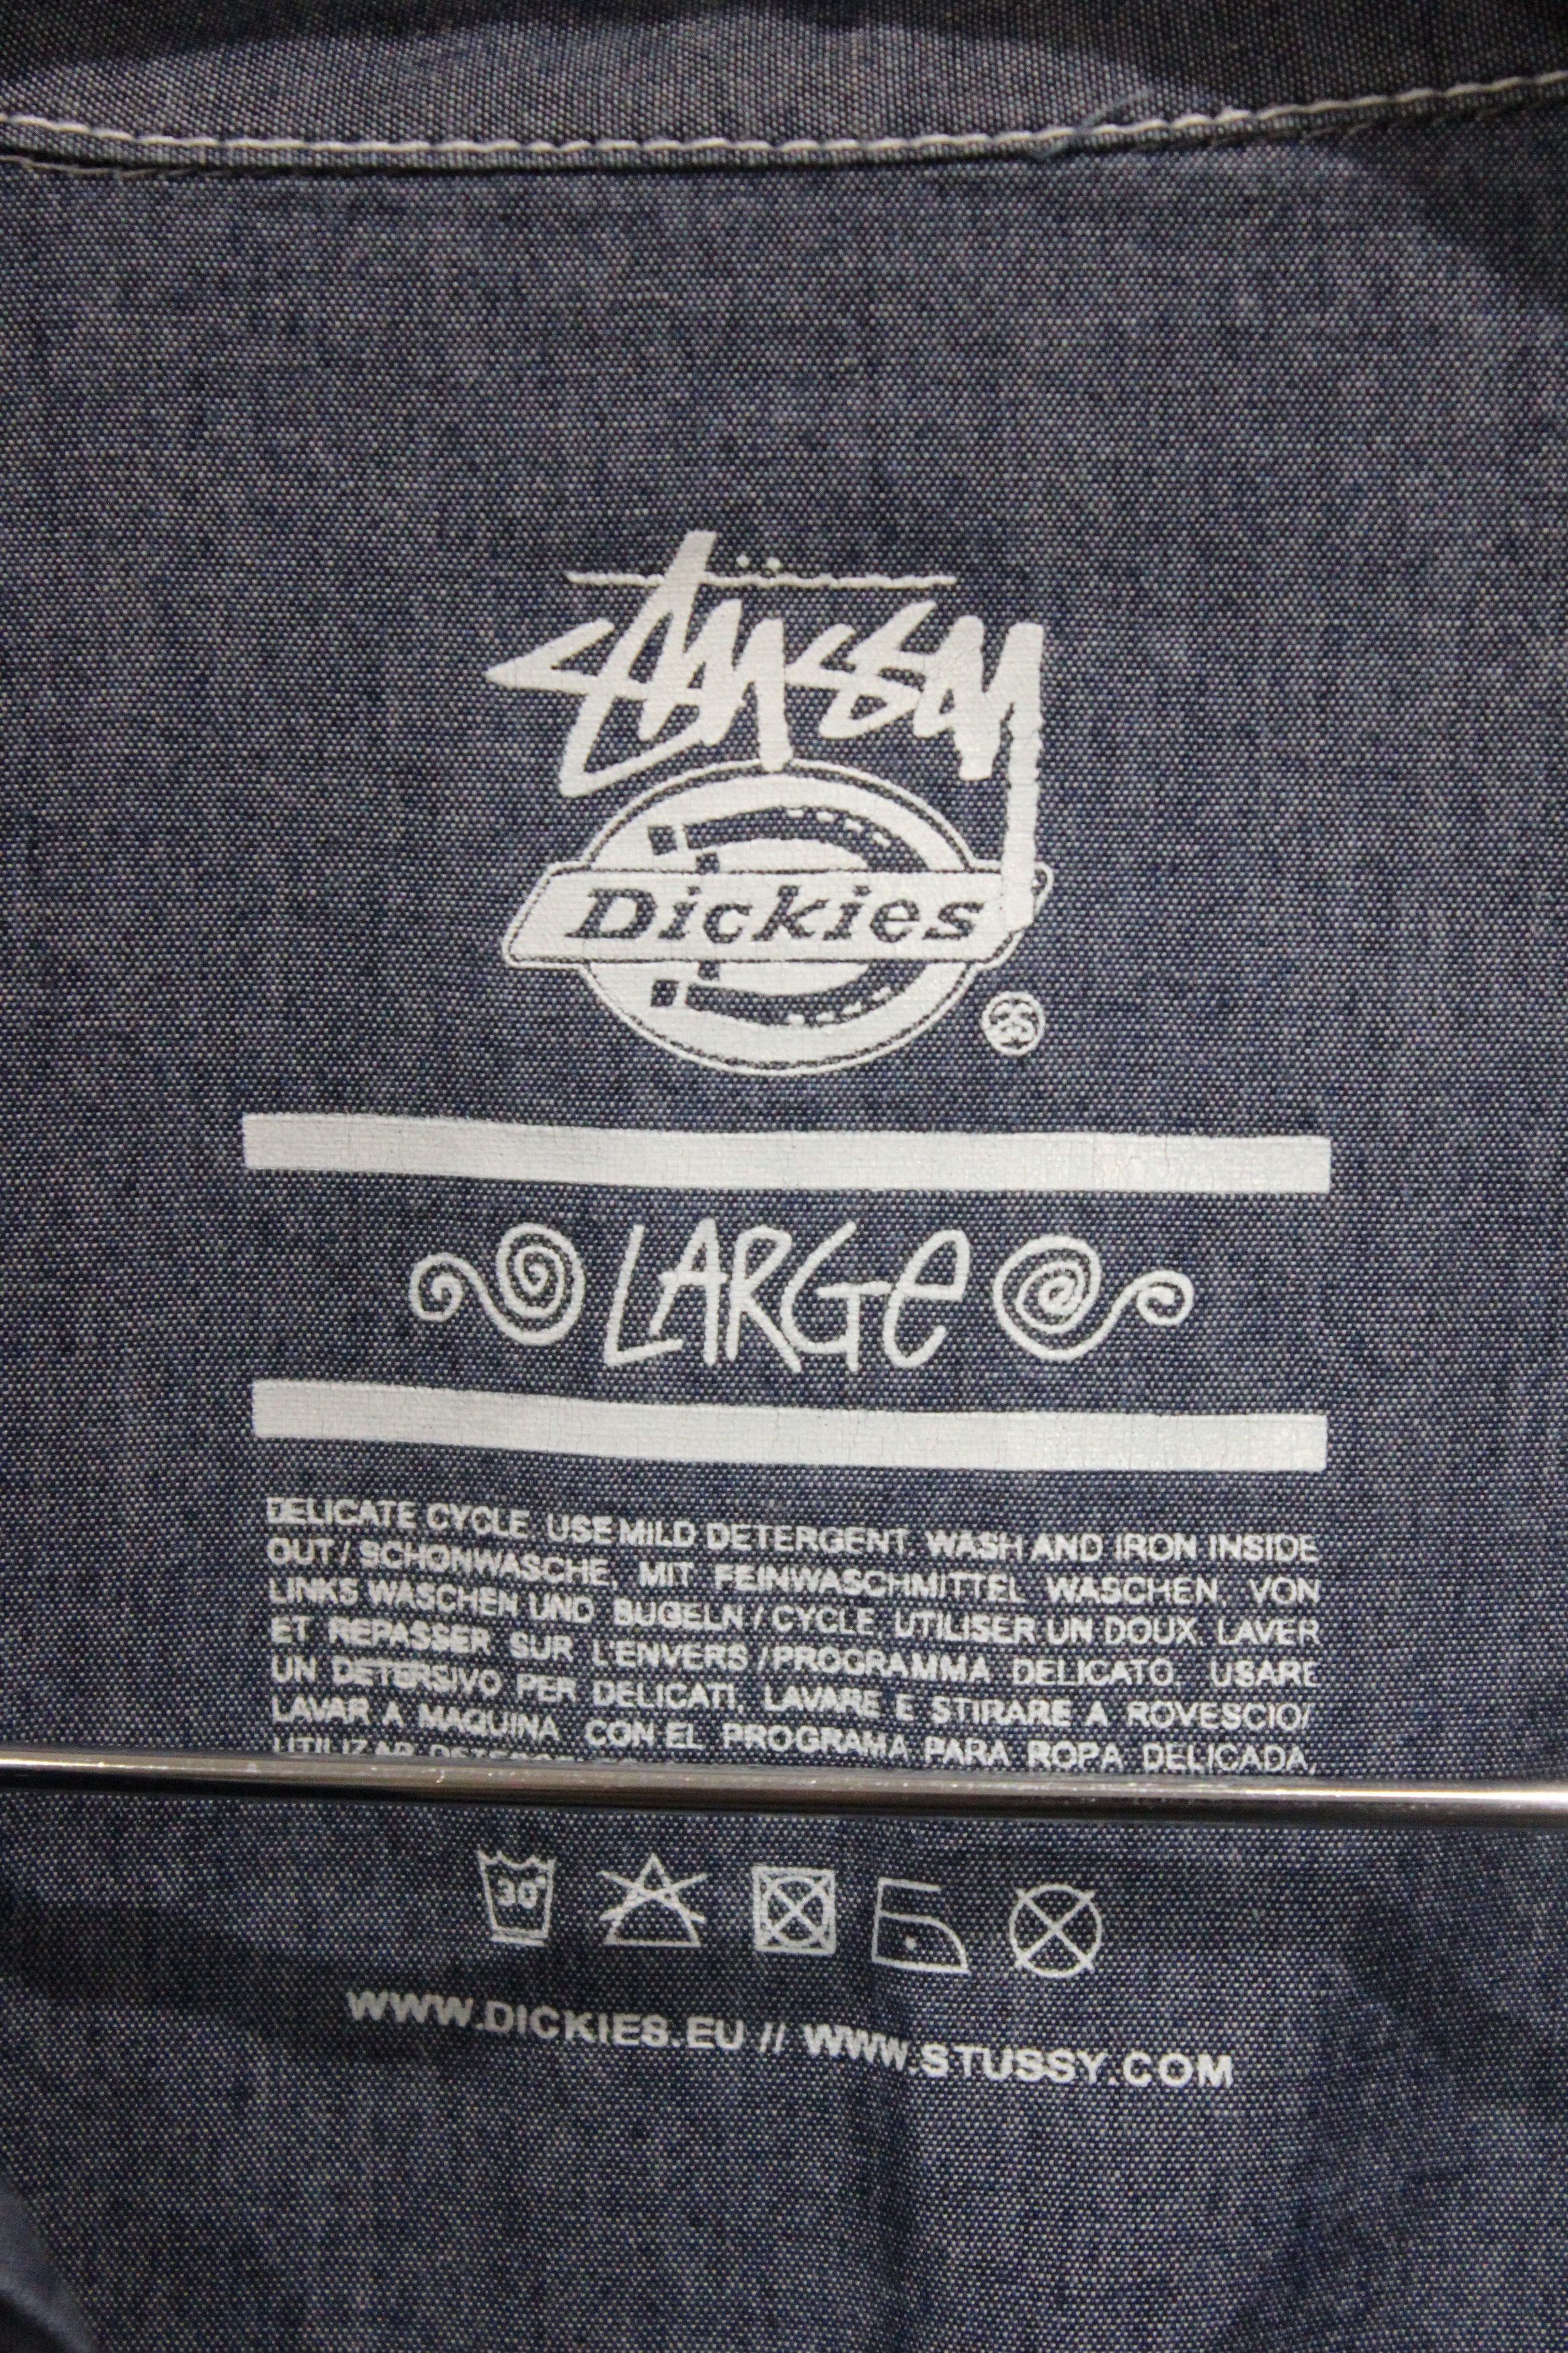 Stüssy
Dickies
®
LARGe
DELICATE CYCLE. USE MILD DETERGENT. WASH AND IRON INSIDE
OUT / SCHONWASCHE, MIT FEINWASCHMITTEL WASCHEN, VON
LINKS WASCHEN UND BUGELN / CYCLE, UTILISER UN DOUX, LAVER
ET REPASSER SUR L'ENVERS / PROGRAMMA DELICATO, USARE
UN DETERSIVO PER DELICATI, LAVARE E STIRARE A ROVESCIO/
LAVAR A MAQUINA CON EL PROGRAMA PARA ROPA DELICADA,
UTILIZAR
30°
WWW.DICKIES.EU // WWW.STUSSY.COM